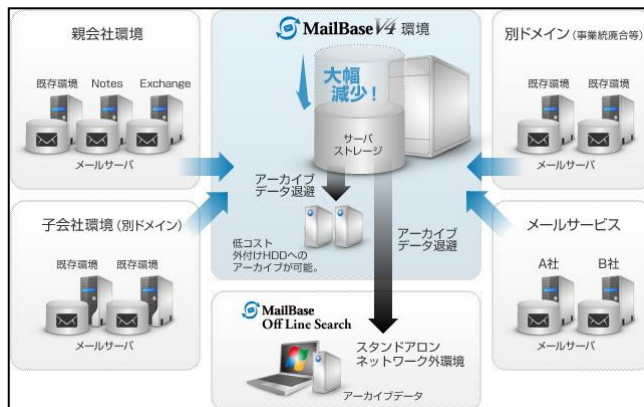 親会社環境
既存環境 Notes Exchange
メールサーバ
子会社環境(別ドメイン)
既存環境 既存環境
メールサーバ
MailBase V4 環境
大幅
減少!
サーバ
ストレージ
アーカイブ
データ退避
アーカイブ
データ退避
低コスト
外付けHDDへの
アーカイブが可能。
MailBase
Off Line Search
スタンドアロン
ネットワーク外環境
アーカイブデータ
別ドメイン(事業統廃合等)
既存環境 既存環境
メールサーバ
メールサービス
A社 B社
メールサーバ